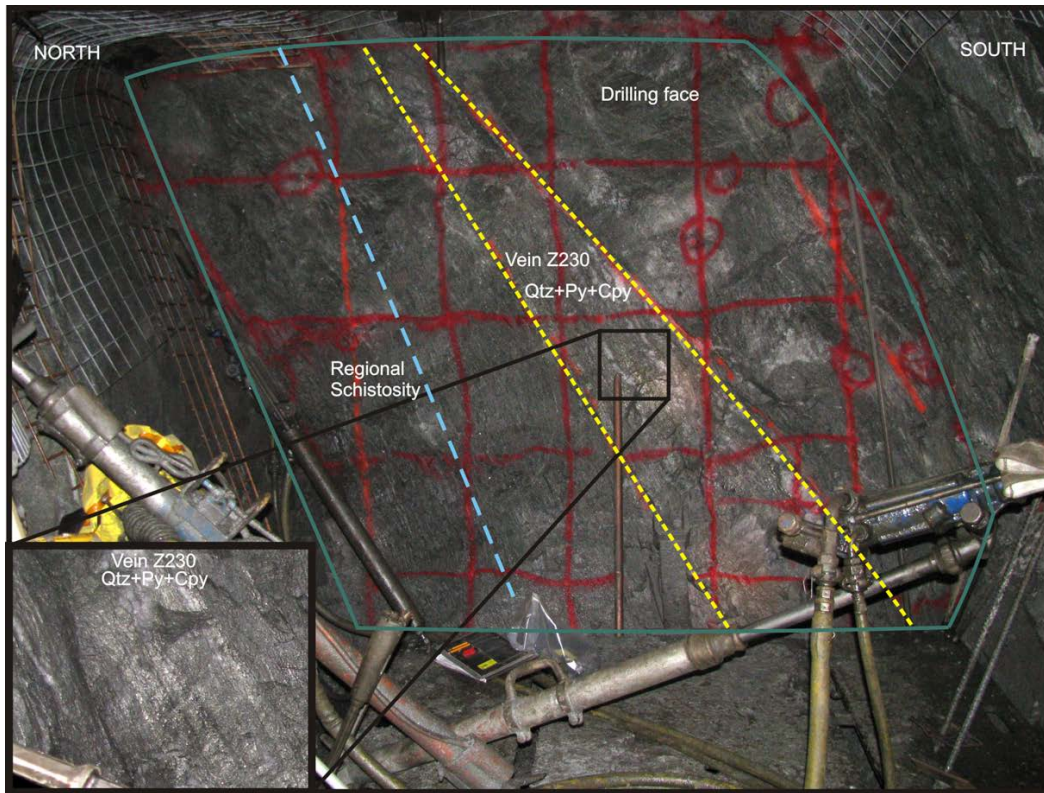 NORTH
SOUTH
Drilling face
Vein Z230
Qtz+Py+Cpy
Regional
Schistosity
Vein Z230
Qtz+Py+Cpy